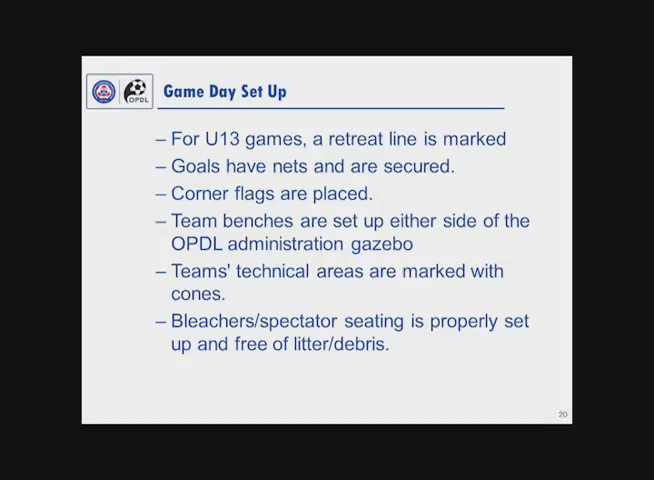 OPDL
Game Day Set Up
– For U13 games, a retreat line is marked
– Goals have nets and are secured.
– Corner flags are placed.
– Team benches are set up either side of the
OPDL administration gazebo
– Teams' technical areas are marked with
cones.
– Bleachers/spectator seating is properly set
up and free of litter/debris.
20